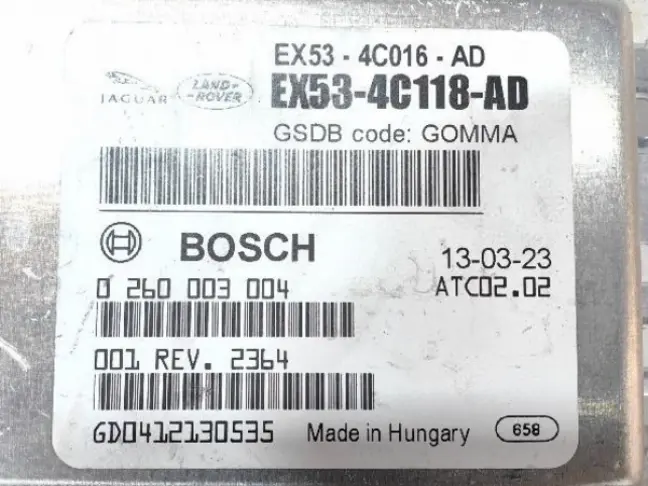 EX53 - 4C016 - AD
JAGUAR LAND-ROVER EX53-4C118-AD
GSDB code: GOMMA
BOSCH 13-03-23
0 260 003 004 ATC02.02
001 REV. 2364
GD0412130535 Made in Hungary 658